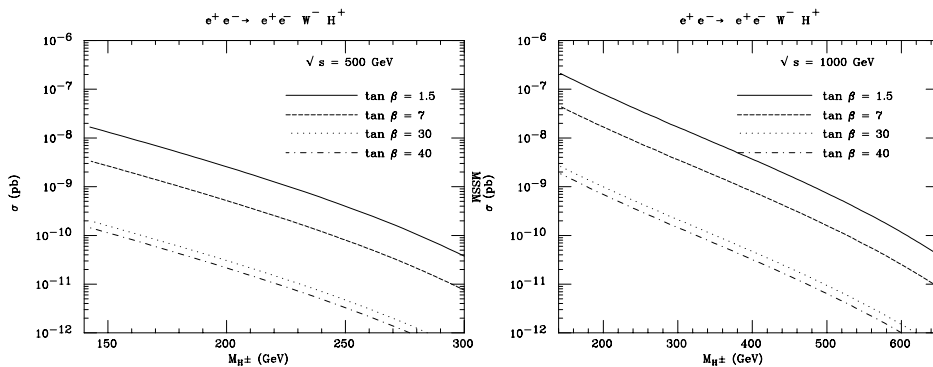 e⁺ e⁻→ e⁺ e⁻ W⁻ H⁺
√ s = 500 GeV
tan β = 1.5
tan β = 7
tan β = 30
tan β = 40
σ (pb)
10⁻⁶
10⁻⁷
10⁻⁸
10⁻⁹
10⁻¹⁰
10⁻¹¹
10⁻¹²
150 200 250 300
M_H± (GeV)
MSSM
e⁺ e⁻→ e⁺ e⁻ W⁻ H⁺
√ s = 1000 GeV
tan β = 1.5
tan β = 7
tan β = 30
tan β = 40
σ (pb)
10⁻⁶
10⁻⁷
10⁻⁸
10⁻⁹
10⁻¹⁰
10⁻¹¹
10⁻¹²
200 300 400 500 600
M_H± (GeV)